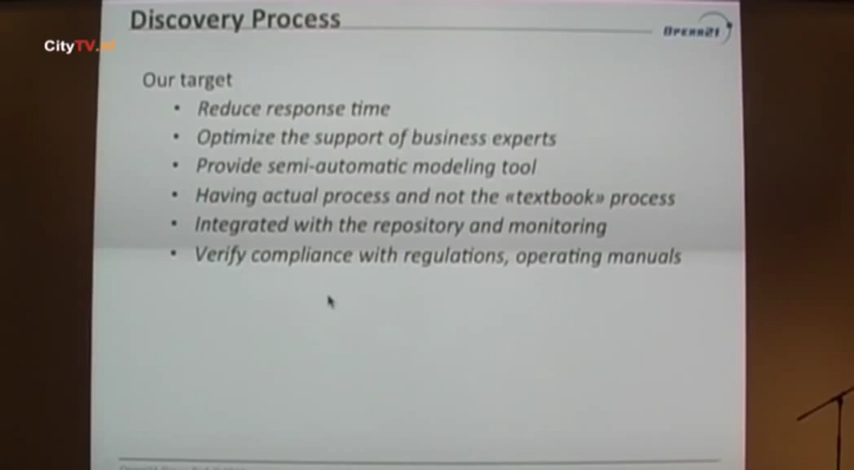 Discovery Process
OPERA21
CityTV.nl
Our target
• Reduce response time
• Optimize the support of business experts
• Provide semi-automatic modeling tool
• Having actual process and not the «textbook» process
• Integrated with the repository and monitoring
• Verify compliance with regulations, operating manuals